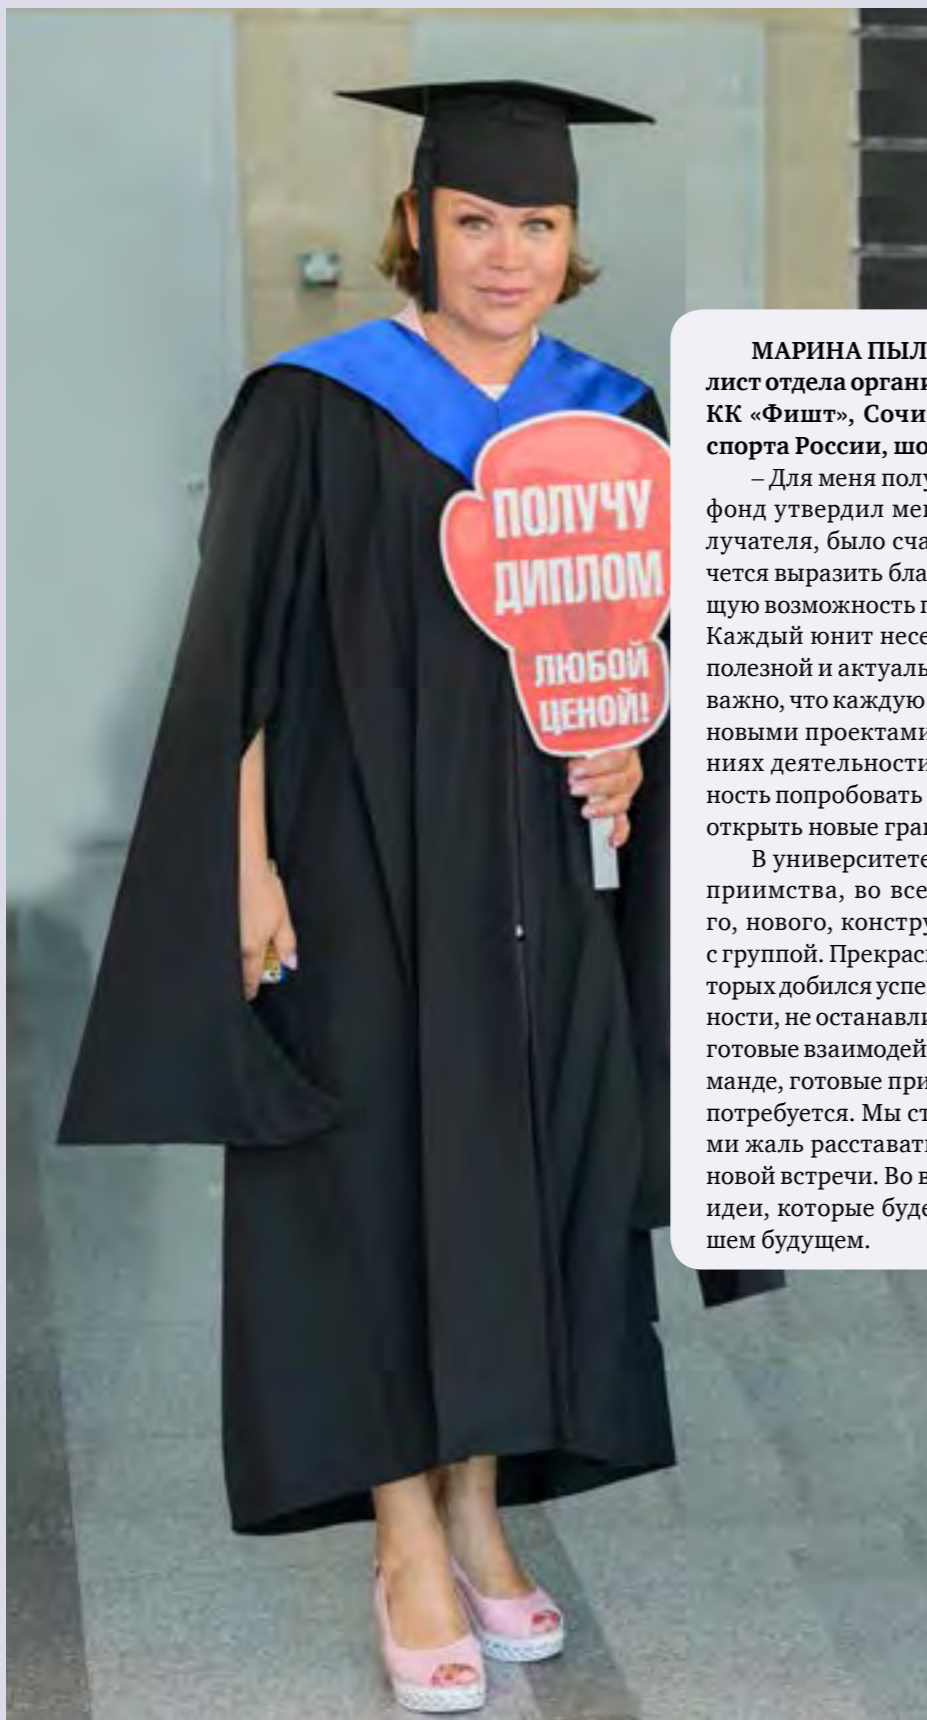 ПОЛУЧУ
ДИПЛОМ
ЛЮБОЙ
ЦЕНОЙ!
МАРИНА ПЫЛ
лист отдела органи
КК «Фишт», Сочи
спорта России, шо
– Для меня полу
фонд утвердил мен
лучателя, было сча
чется выразить бла
щую возможность п
Каждый юнит несе
полезной и актуаль
важно, что каждую
новыми проектами
ниях деятельности
ность попробовать
открыть новые гран
В университете
приимства, во все
го, нового, констру
с группой. Прекрасн
торых добился успе
ности, не останавли
готовые взаимодей
манде, готовые при
потребуется. Мы ст
ми жаль расставать
новой встречи. Во в
идеи, которые буде
шем будущем.